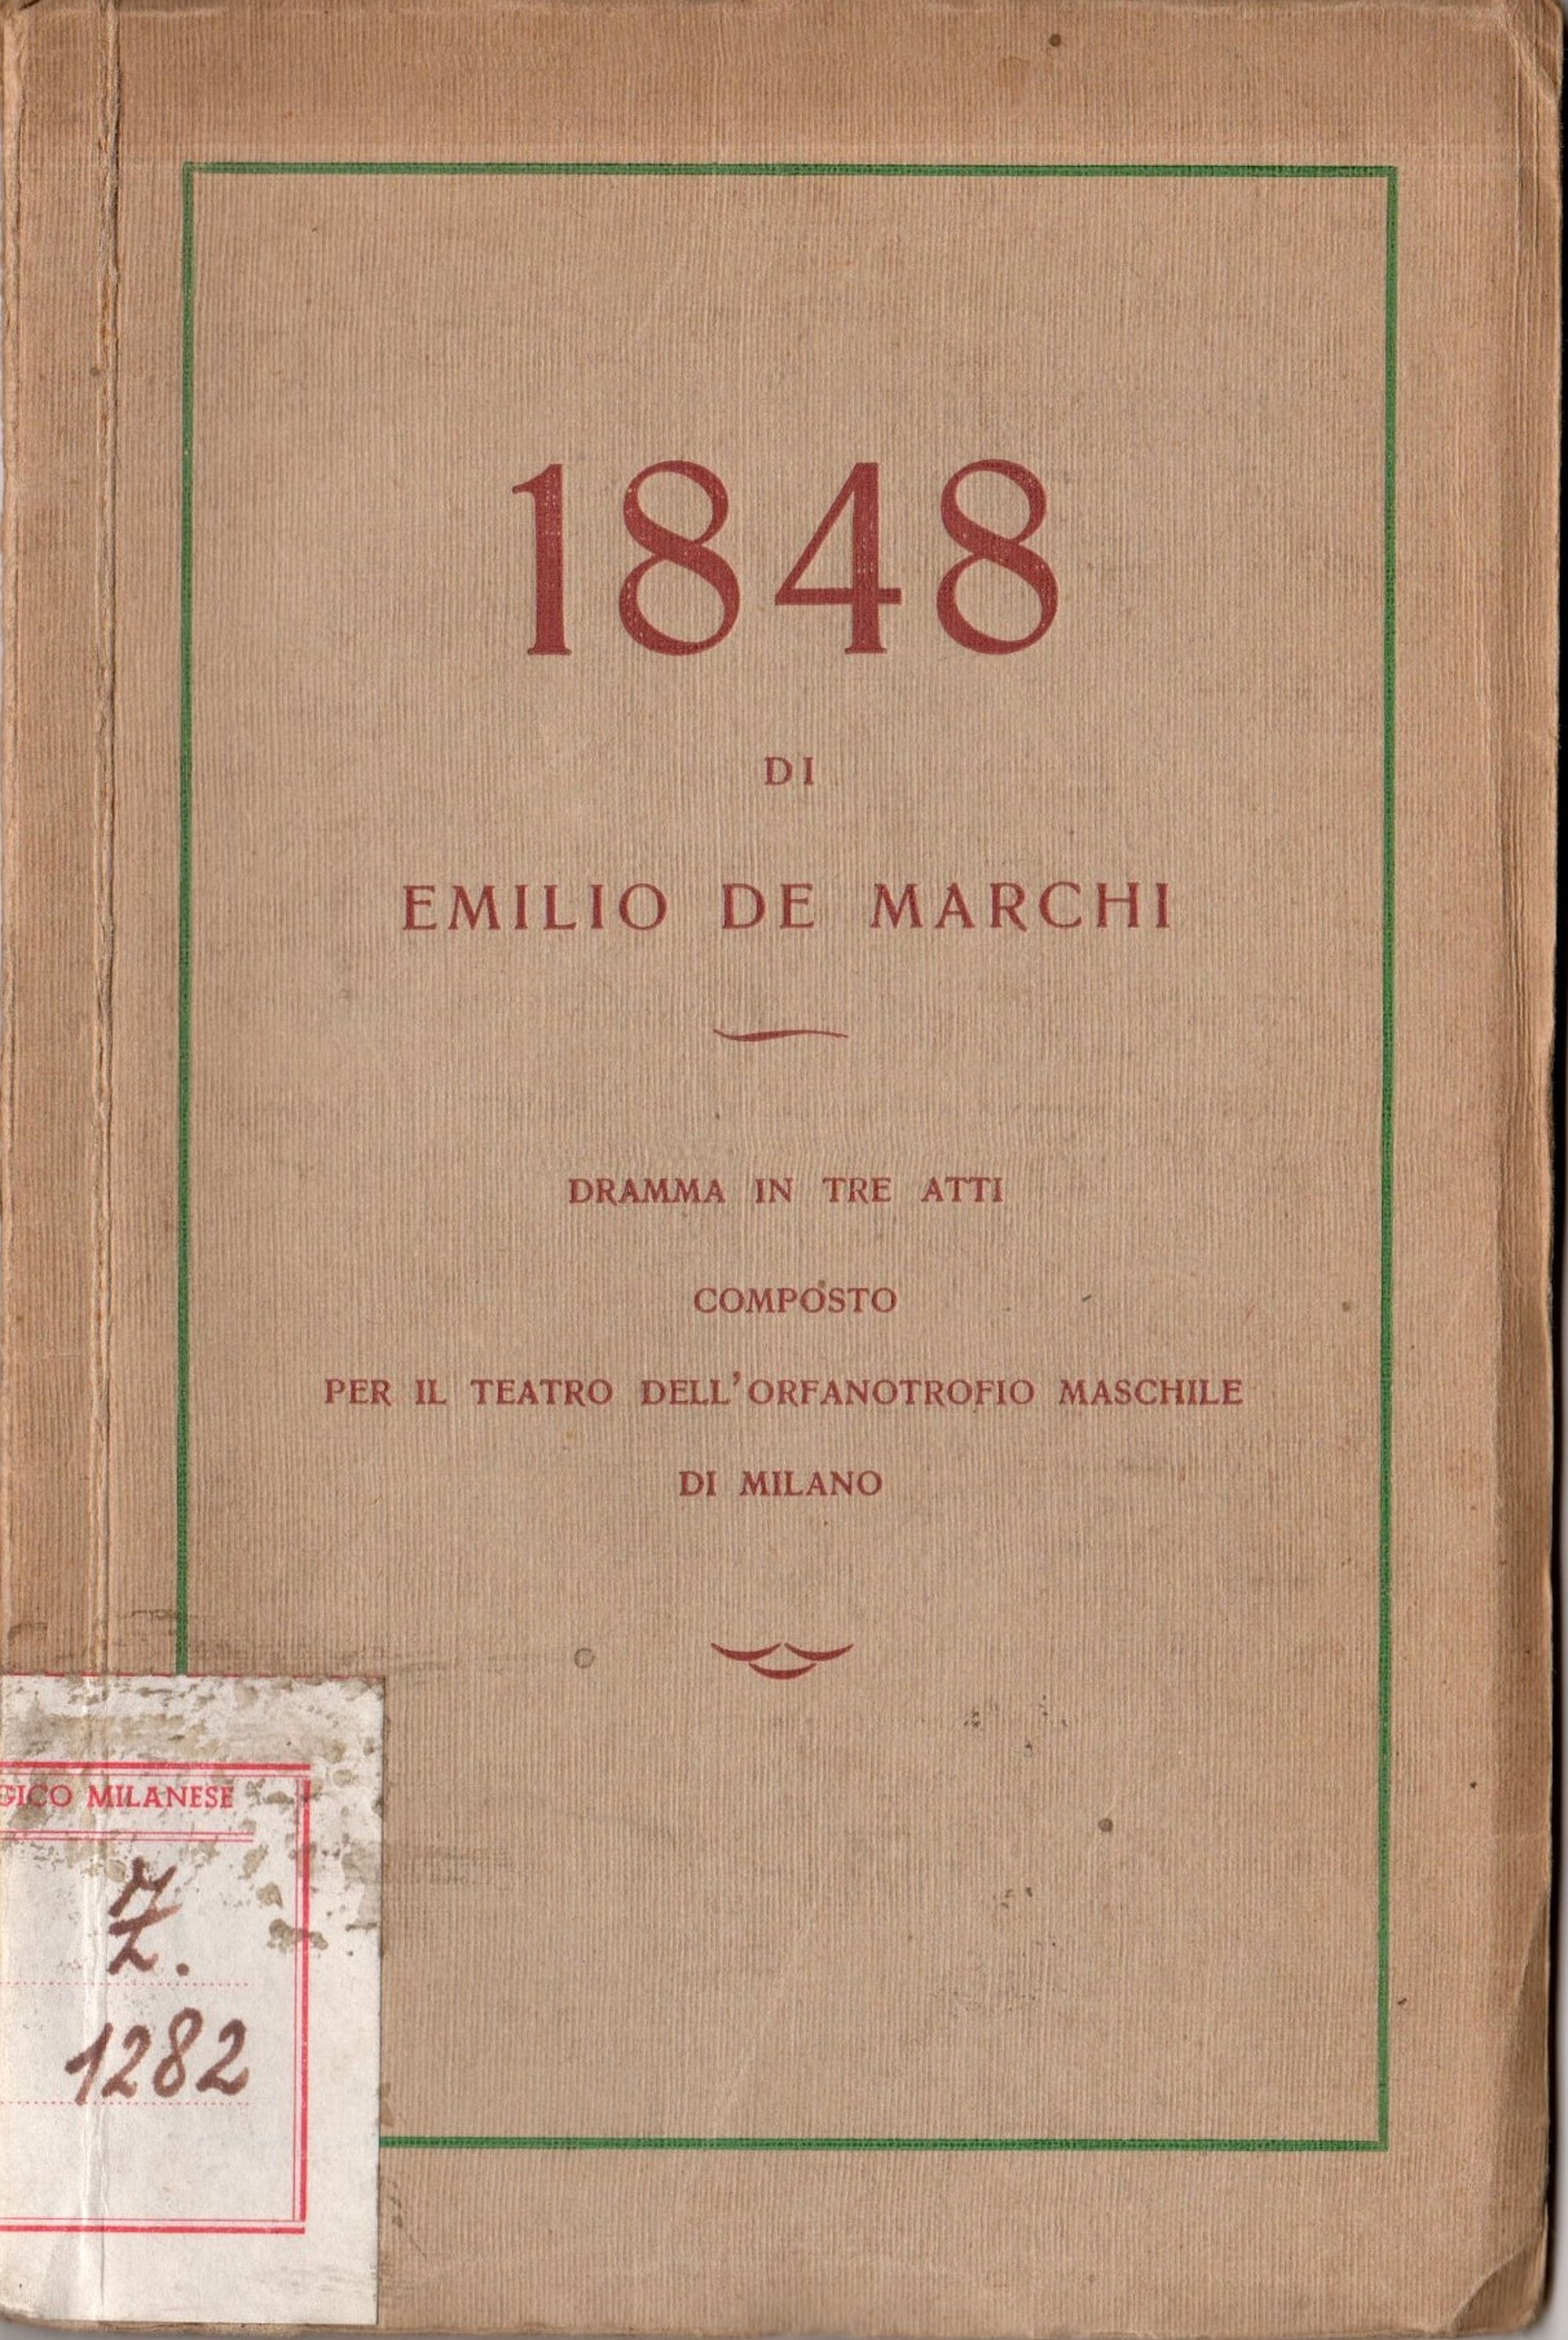 1848
DI
EMILIO DE MARCHI
DRAMMA IN TRE ATTI
COMPOSTO
PER IL TEATRO DELL'ORFANOTROFIO MASCHILE
DI MILANO
GICO MILANESE
Z.
1282